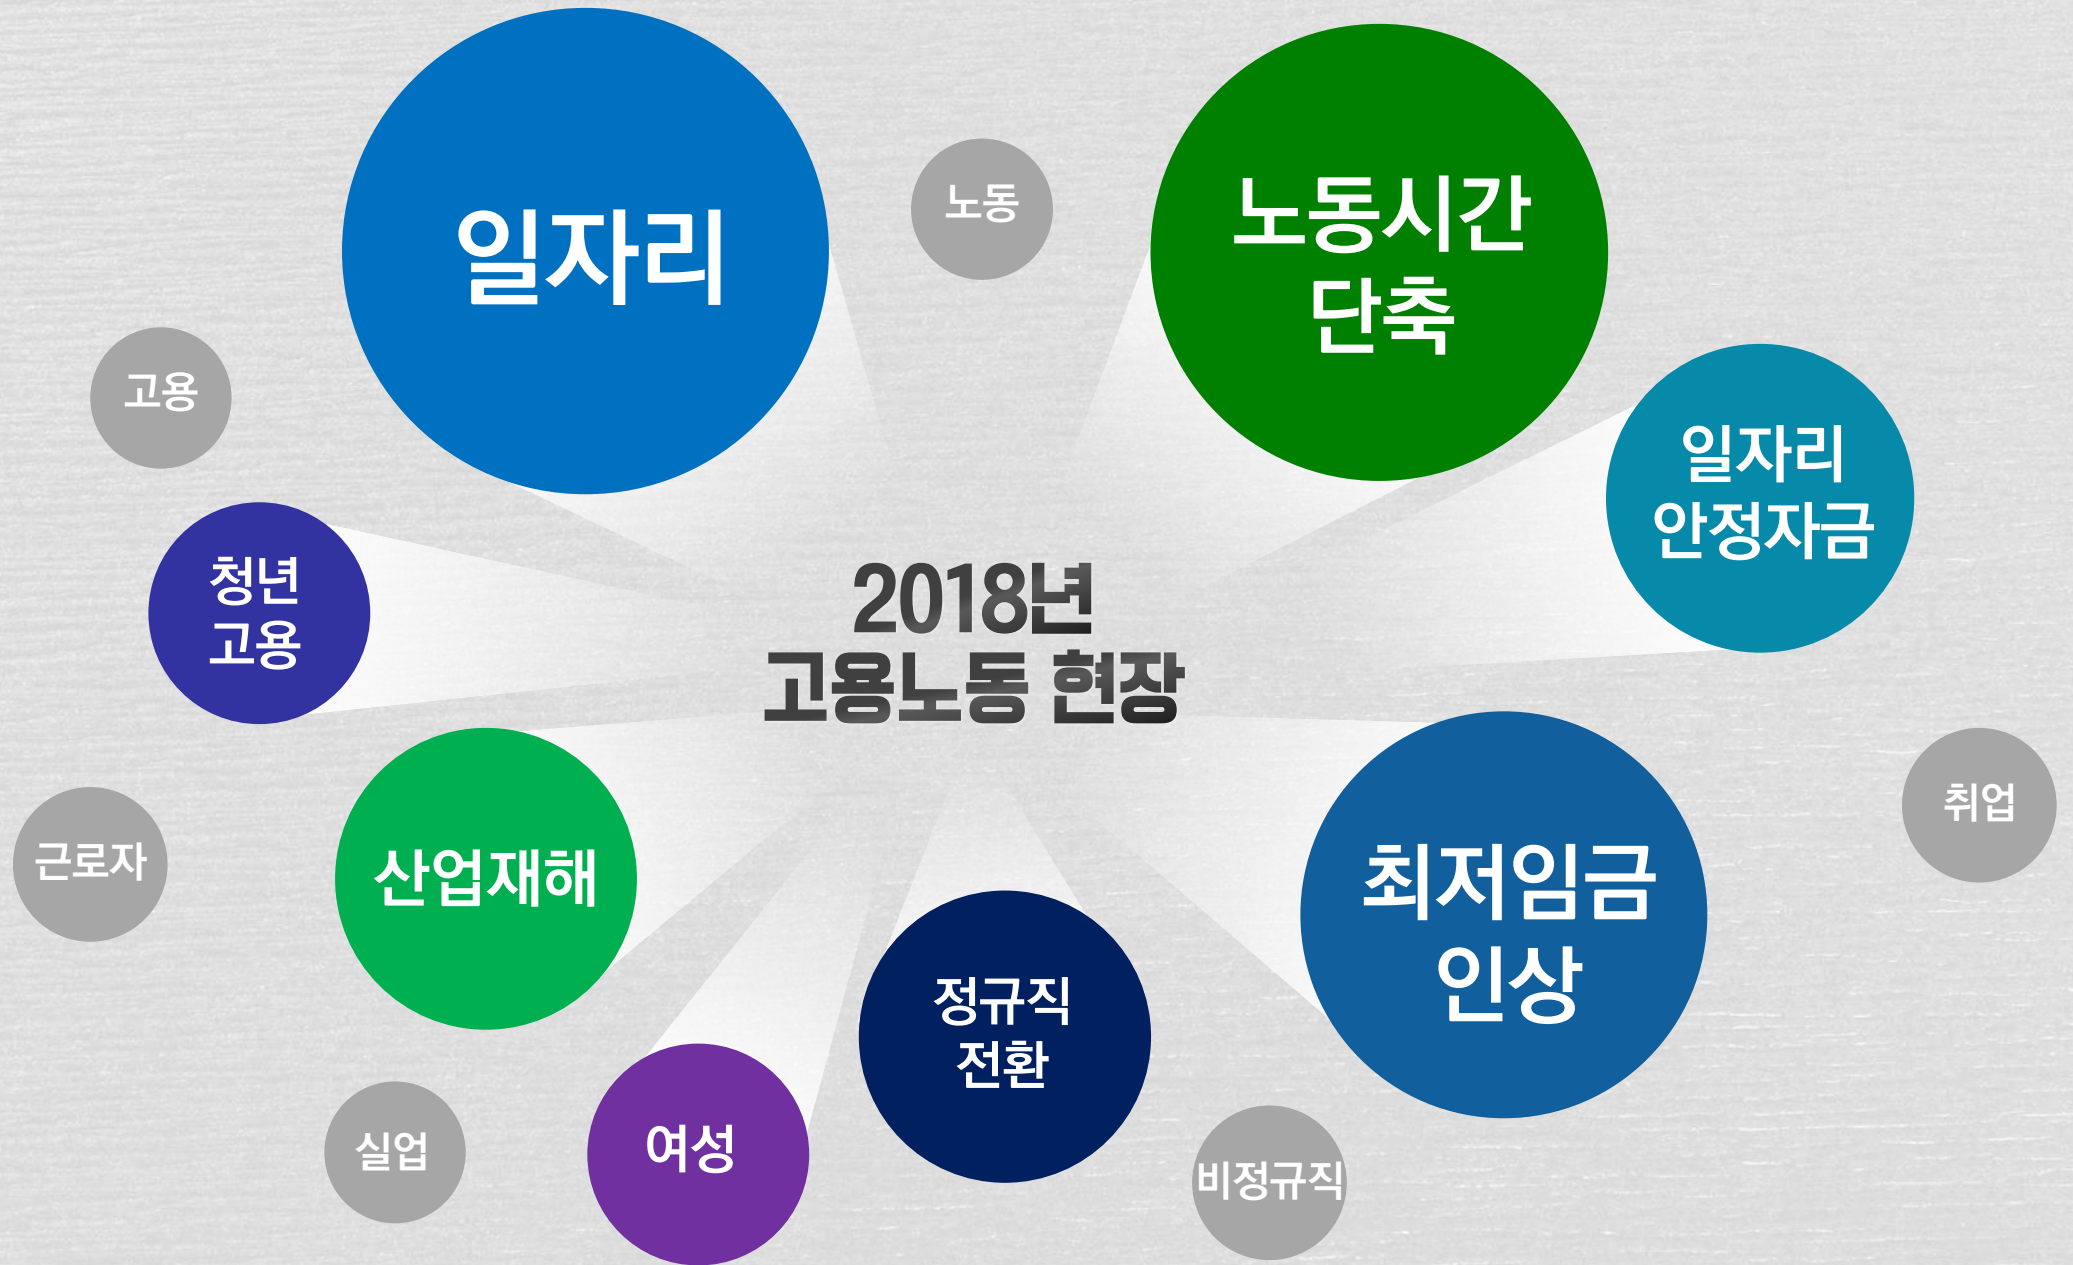 일자리
노동
노동시간
단축
고용
일자리
안정자금
청년
고용
2018년
고용노동 현장
근로자
산업재해
취업
최저임금
인상
정규직
전환
실업
여성
비정규직